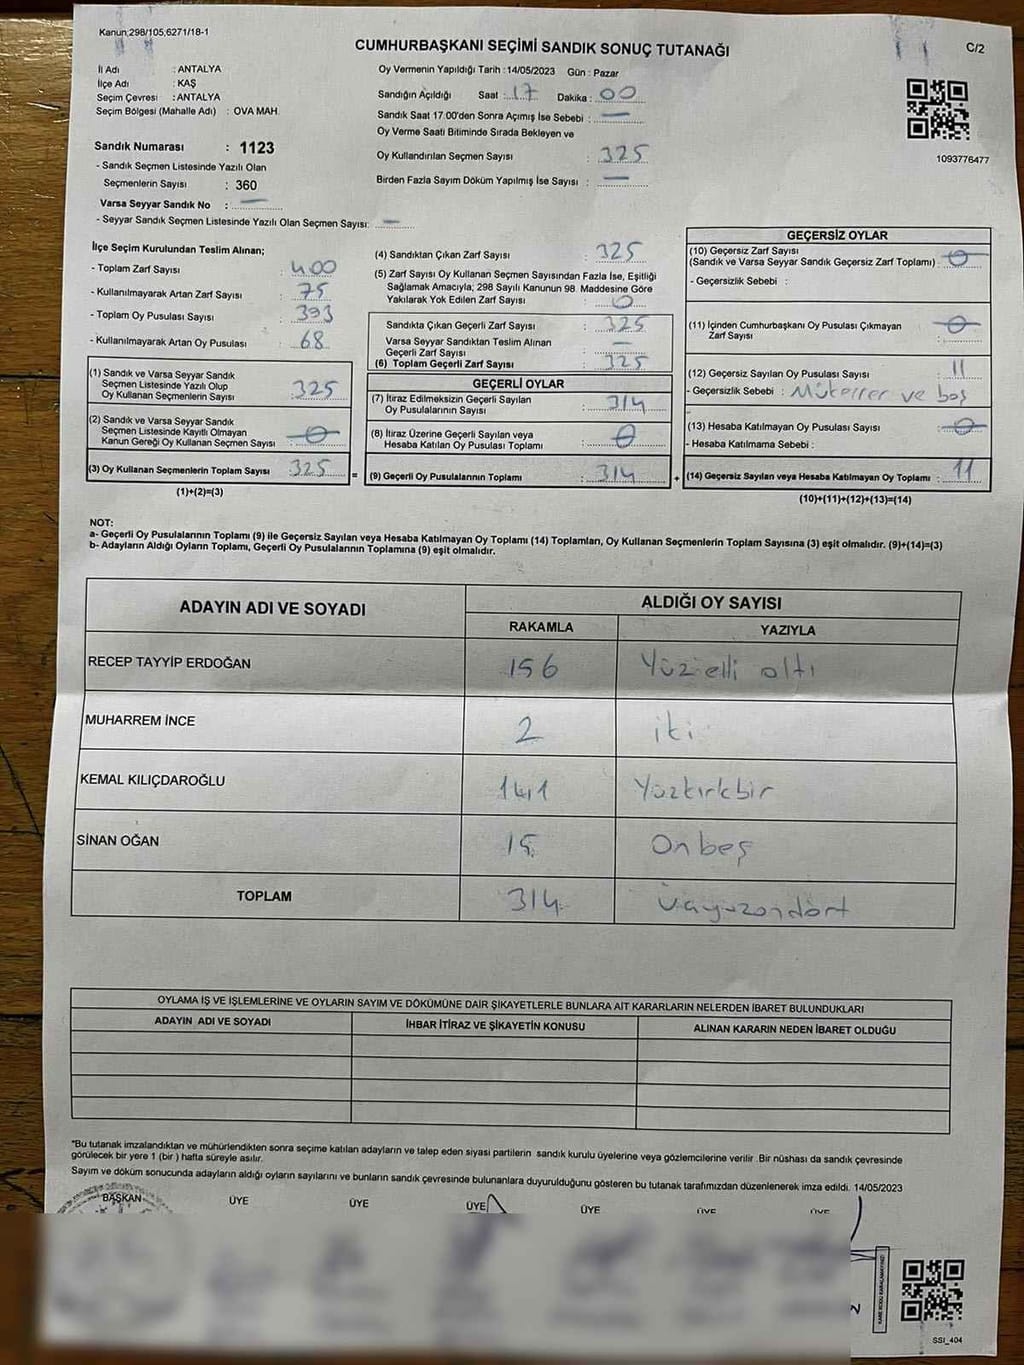 Kanun;298/105,6271/18-1
CUMHURBAŞKANI SEÇİMİ SANDIK SONUÇ TUTANAĞI
C/2
İl Adı : ANTALYA
İlçe Adı : KAŞ
Seçim Çevresi : ANTALYA
Seçim Bölgesi (Mahalle Adı) : OVA MAH.
Sandık Numarası : 1123
- Sandık Seçmen Listesinde Yazılı Olan
Seçmenlerin Sayısı : 360
Varsa Seyyar Sandık No : —
- Seyyar Sandık Seçmen Listesinde Yazılı Olan Seçmen Sayısı: —
Oy Vermenin Yapıldığı Tarih : 14/05/2023 Gün : Pazar
Sandığın Açıldığı Saat : 17 Dakika : 00
Sandık Saat 17.00'den Sonra Açımış İse Sebebi : —
Oy Verme Saati Bitiminde Sırada Bekleyen ve
Oy Kullandırılan Seçmen Sayısı : 325
Birden Fazla Sayım Döküm Yapılmış İse Sayısı : —
1093776477
İlçe Seçim Kurulundan Teslim Alınan;
- Toplam Zarf Sayısı : 400
- Kullanılmayarak Artan Zarf Sayısı : 75
- Toplam Oy Pusulası Sayısı : 393
- Kullanılmayarak Artan Oy Pusulası : 68
(1) Sandık ve Varsa Seyyar Sandık
Seçmen Listesinde Yazılı Olup
Oy Kullanan Seçmenlerin Sayısı : 325
(2) Sandık ve Varsa Seyyar Sandık
Seçmen Listesinde Kayıtlı Olmayan
Kanun Gereği Oy Kullanan Seçmen Sayısı : 0
(3) Oy Kullanan Seçmenlerin Toplam Sayısı : 325
(1)+(2)=(3)
(4) Sandıktan Çıkan Zarf Sayısı : 325
(5) Zarf Sayısı Oy Kullanan Seçmen Sayısından Fazla İse, Eşitliği
Sağlamak Amacıyla; 298 Sayılı Kanunun 98. Maddesine Göre
Yakılarak Yok Edilen Zarf Sayısı : 0
Sandıkta Çıkan Geçerli Zarf Sayısı : 325
Varsa Seyyar Sandıktan Teslim Alınan
Geçerli Zarf Sayısı : —
(6) Toplam Geçerli Zarf Sayısı : 325
GEÇERLİ OYLAR
(7) İtiraz Edilmeksizin Geçerli Sayılan
Oy Pusulalarının Sayısı : 314
(8) İtiraz Üzerine Geçerli Sayılan veya
Hesaba Katılan Oy Pusulası Toplamı : 0
= (9) Geçerli Oy Pusulalarının Toplamı : 314 +
GEÇERSİZ OYLAR
(10) Geçersiz Zarf Sayısı
(Sandık ve Varsa Seyyar Sandık Geçersiz Zarf Toplamı) : 0
- Geçersizlik Sebebi :
(11) İçinden Cumhurbaşkanı Oy Pusulası Çıkmayan
Zarf Sayısı : 0
(12) Geçersiz Sayılan Oy Pusulası Sayısı : 11
- Geçersizlik Sebebi : Mükerrer ve boş
(13) Hesaba Katılmayan Oy Pusulası Sayısı : 0
- Hesaba Katılmama Sebebi :
(14) Geçersiz Sayılan veya Hesaba Katılmayan Oy Toplamı : 11
(10)+(11)+(12)+(13)=(14)
NOT:
a- Geçerli Oy Pusulalarının Toplamı (9) ile Geçersiz Sayılan veya Hesaba Katılmayan Oy Toplamı (14) Toplamları, Oy Kullanan Seçmenlerin Toplam Sayısına (3) eşit olmalıdır. (9)+(14)=(3)
b- Adayların Aldığı Oyların Toplamı, Geçerli Oy Pusulalarının Toplamına (9) eşit olmalıdır.
ADAYIN ADI VE SOYADI ALDIĞI OY SAYISI
RAKAMLA YAZIYLA
RECEP TAYYİP ERDOĞAN 156 Yüzelli altı
MUHARREM İNCE 2 iki
KEMAL KILIÇDAROĞLU 141 Yüzkırkbir
SİNAN OĞAN 15 Onbeş
TOPLAM 314 üçyüzondört
OYLAMA İŞ VE İŞLEMLERİNE VE OYLARIN SAYIM VE DÖKÜMÜNE DAİR ŞİKAYETLERLE BUNLARA AİT KARARLARIN NELERDEN İBARET BULUNDUKLARI
ADAYIN ADI VE SOYADI İHBAR İTİRAZ VE ŞİKAYETİN KONUSU ALINAN KARARIN NEDEN İBARET OLDUĞU
*Bu tutanak imzalandıktan ve mühürlendikten sonra seçime katılan adayların ve talep eden siyasi partilerin sandık kurulu üyelerine veya gözlemcilerine verilir. Bir nüshası da sandık çevresinde
görülecek bir yere 1 (bir ) hafta süreyle asılır.
Sayım ve döküm sonucunda adayların aldığı oyların sayılarını ve bunların sandık çevresinde bulunanlara duyurulduğunu gösteren bu tutanak tarafımızdan düzenlenerek imza edildi. 14/05/2023
BAŞKAN ÜYE ÜYE ÜYE ÜYE ÜYE ÜYE
SSI_404